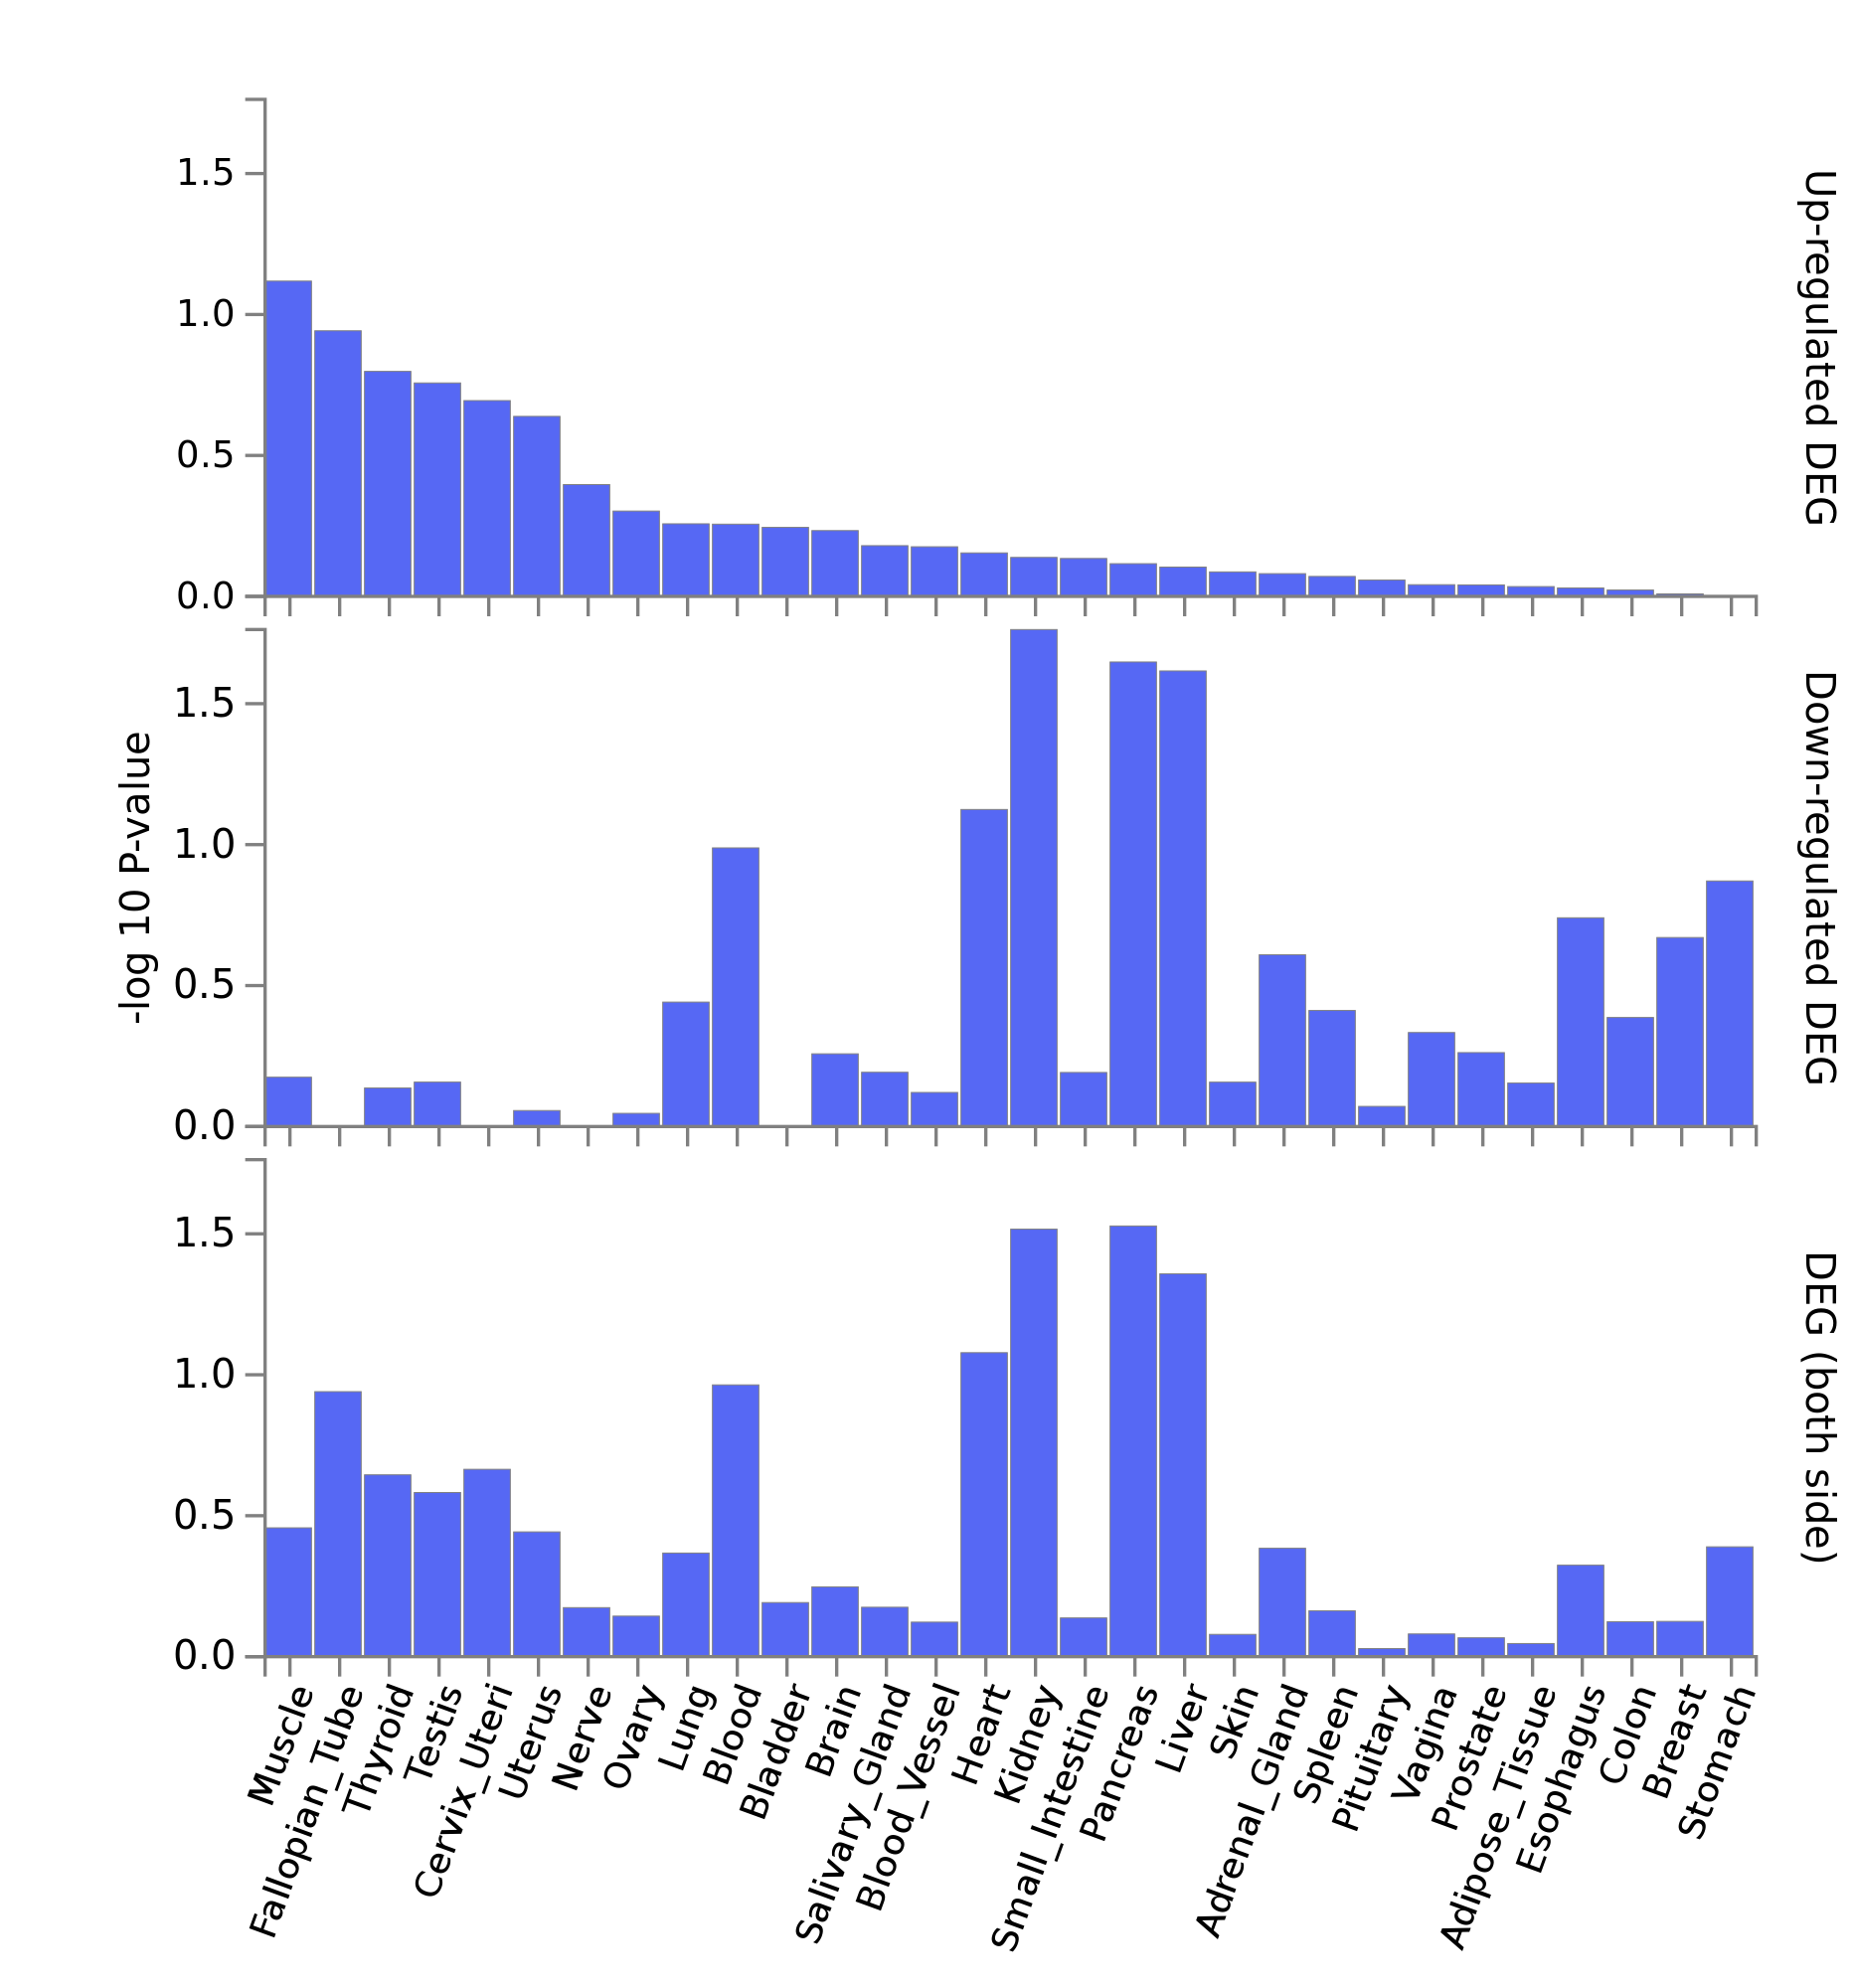 1.5
1.0
0.5
0.0
Up-regulated DEG
1.5
1.0
0.5
0.0
-log 10 P-value
Down-regulated DEG
1.5
1.0
0.5
0.0
DEG (both side)
Muscle
Fallopian_Tube
Thyroid
Testis
Cervix_Uteri
Uterus
Nerve
Ovary
Lung
Blood
Bladder
Brain
Salivary_Gland
Blood_Vessel
Heart
Kidney
Small_Intestine
Pancreas
Liver
Skin
Adrenal_Gland
Spleen
Pituitary
Vagina
Prostate
Adipose_Tissue
Esophagus
Colon
Breast
Stomach